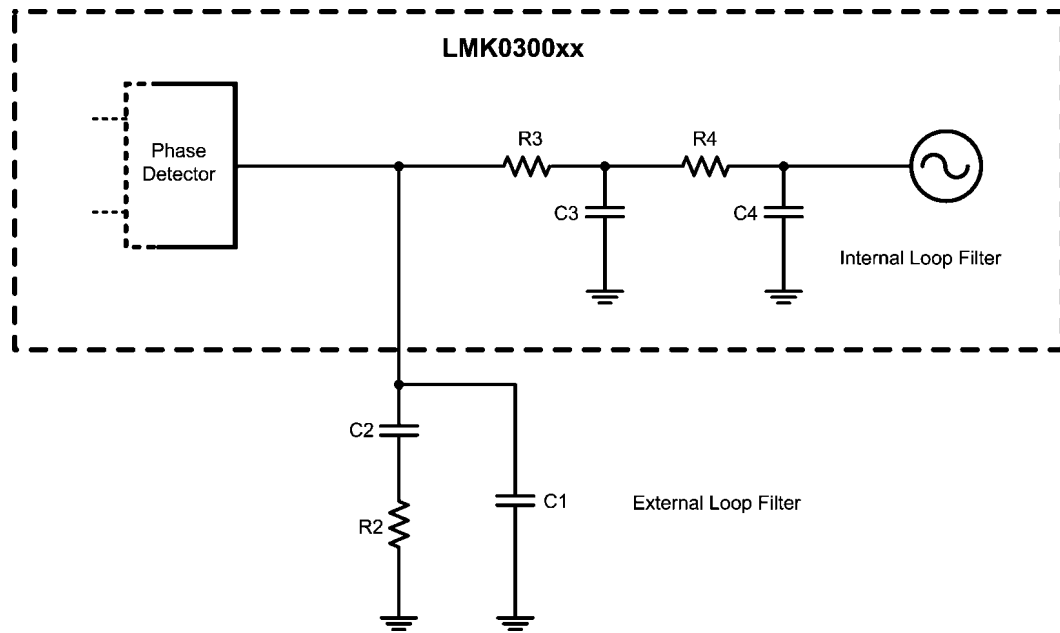 LMK0300xx
Phase
Detector
R3
R4
C3
C4
Internal Loop Filter
C2
C1
R2
External Loop Filter